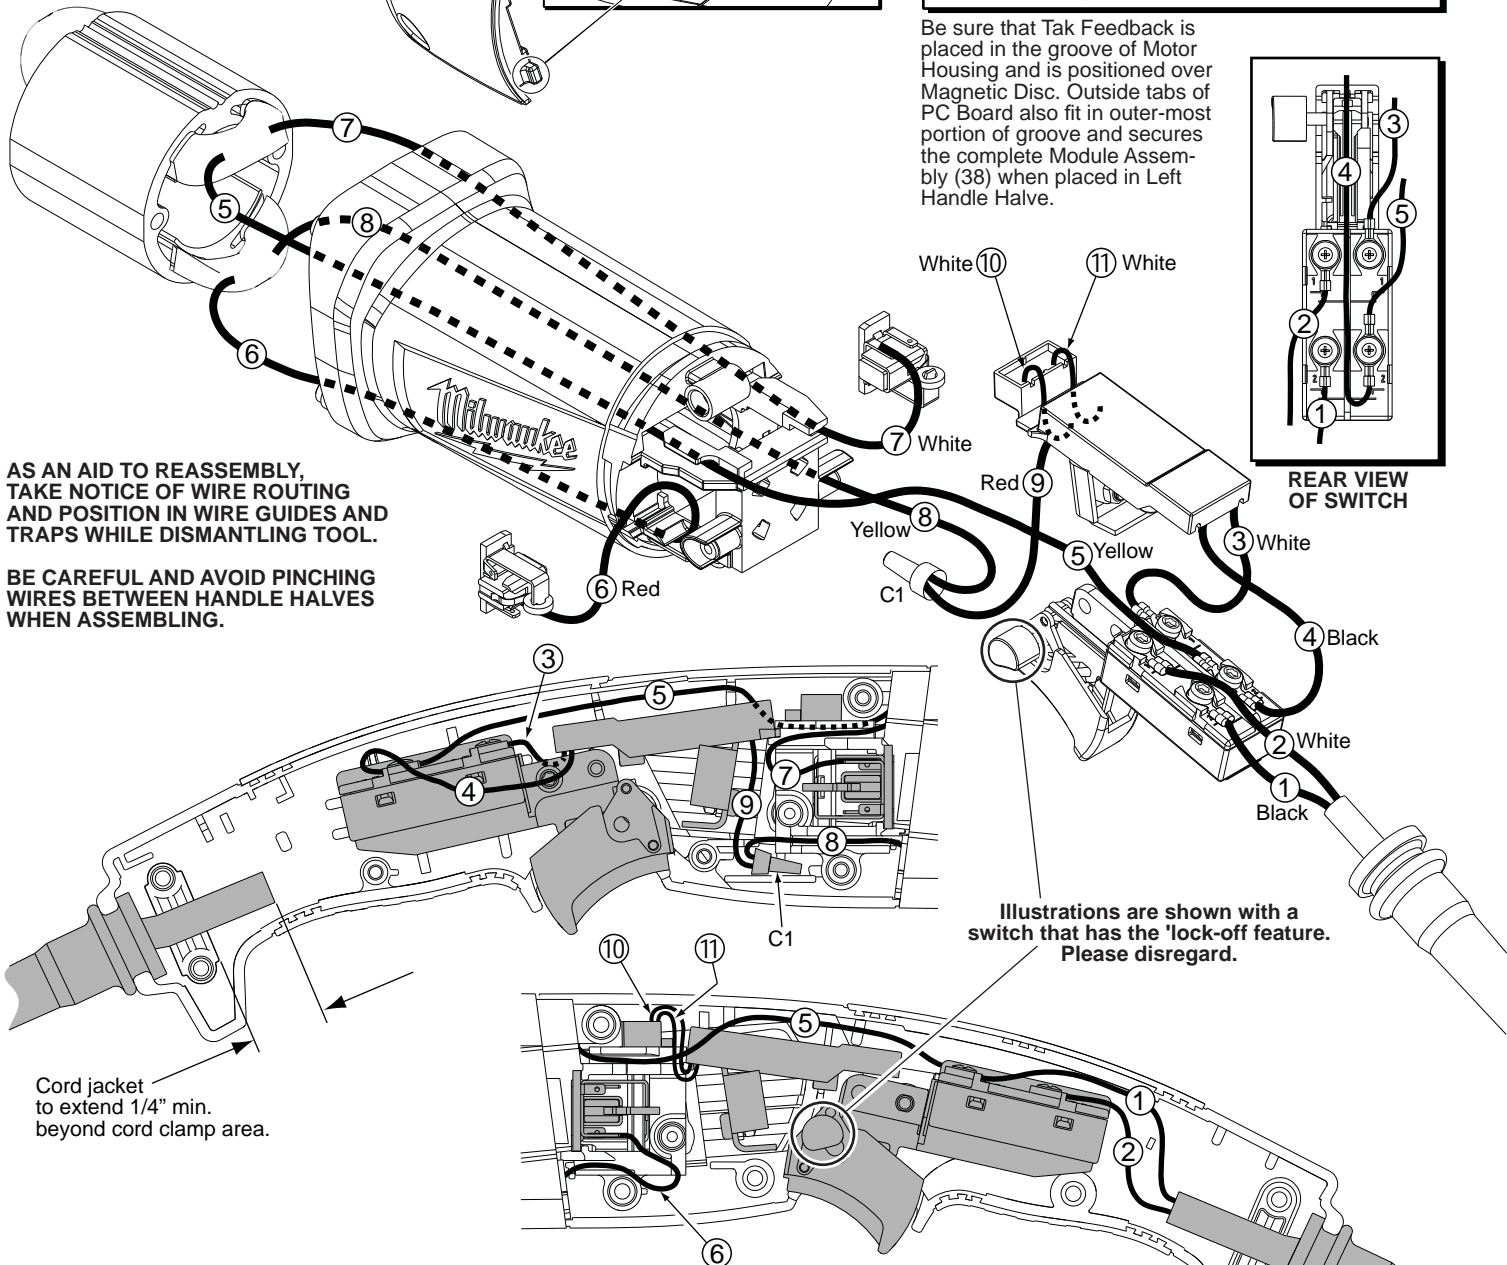 Be sure that Tak Feedback is
placed in the groove of Motor
Housing and is positioned over
Magnetic Disc. Outside tabs of
PC Board also fit in outer-most
portion of groove and secures
the complete Module Assem-
bly (38) when placed in Left
Handle Halve.
7
5
8
6
Milwaukee
White 10
11 White
7 White
Red 9
Yellow 8
C1
5 Yellow
3 White
4 Black
6 Red
2 White
1
Black
3
4
5
2
1
1
1
2
2
REAR VIEW
OF SWITCH
AS AN AID TO REASSEMBLY,
TAKE NOTICE OF WIRE ROUTING
AND POSITION IN WIRE GUIDES AND
TRAPS WHILE DISMANTLING TOOL.
BE CAREFUL AND AVOID PINCHING
WIRES BETWEEN HANDLE HALVES
WHEN ASSEMBLING.
3
5
4
7
9
8
C1
Illustrations are shown with a
switch that has the 'lock-off feature.
Please disregard.
Cord jacket
to extend 1/4” min.
beyond cord clamp area.
10
11
5
1
2
6